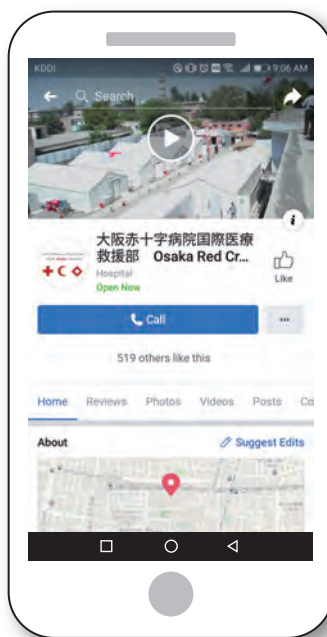 KDDI 9:06 AM
Search
大阪赤十字病院国際医療
救援部 Osaka Red Cr...
Hospital
Open Now
Like
Call
519 others like this
Home Reviews Photos Videos Posts Co
About Suggest Edits